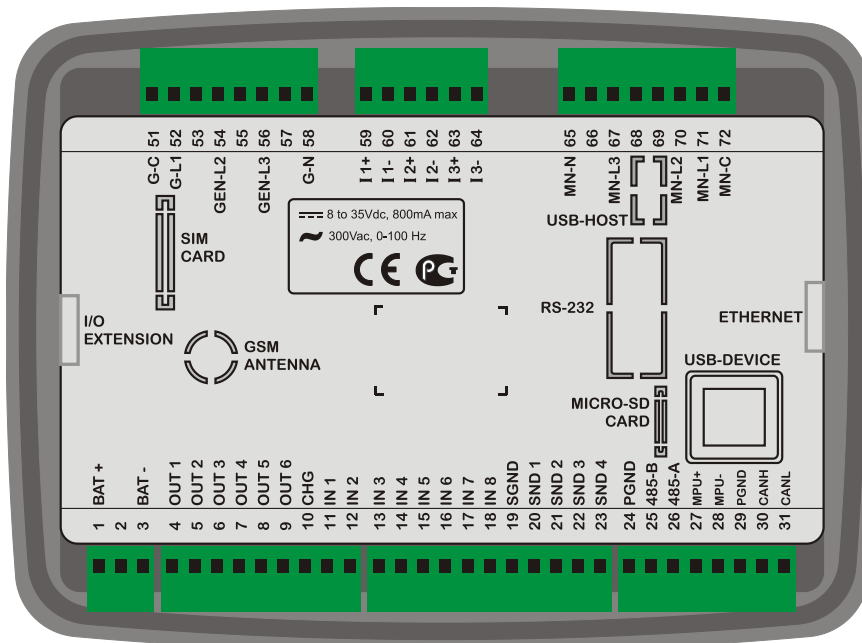 51 52 53 54 55 56 57 58 59 60 61 62 63 64 65 66 67 68 69 70 71 72
G-C
G-L1
GEN-L2
GEN-L3
G-N
I1+
I1-
I2+
I2-
I3+
I3-
MN-N
MN-L3
MN-L2
MN-L1
MN-C
USB-HOST
8 to 35Vdc, 800mA max
300Vac, 0-100 Hz
CE
SIM
CARD
I/O
EXTENSION
GSM
ANTENNA
RS-232
ETHERNET
USB-DEVICE
MICRO-SD
CARD
BAT +
BAT -
OUT 1
OUT 2
OUT 3
OUT 4
OUT 5
OUT 6
CHG
IN 1
IN 2
IN 3
IN 4
IN 5
IN 6
IN 7
IN 8
SGND
SND 1
SND 2
SND 3
SND 4
PGND
485-B
485-A
MPU+
MPU-
PGND
CANH
CANL
1 2 3 4 5 6 7 8 9 10 11 12 13 14 15 16 17 18 19 20 21 22 23 24 25 26 27 28 29 30 31